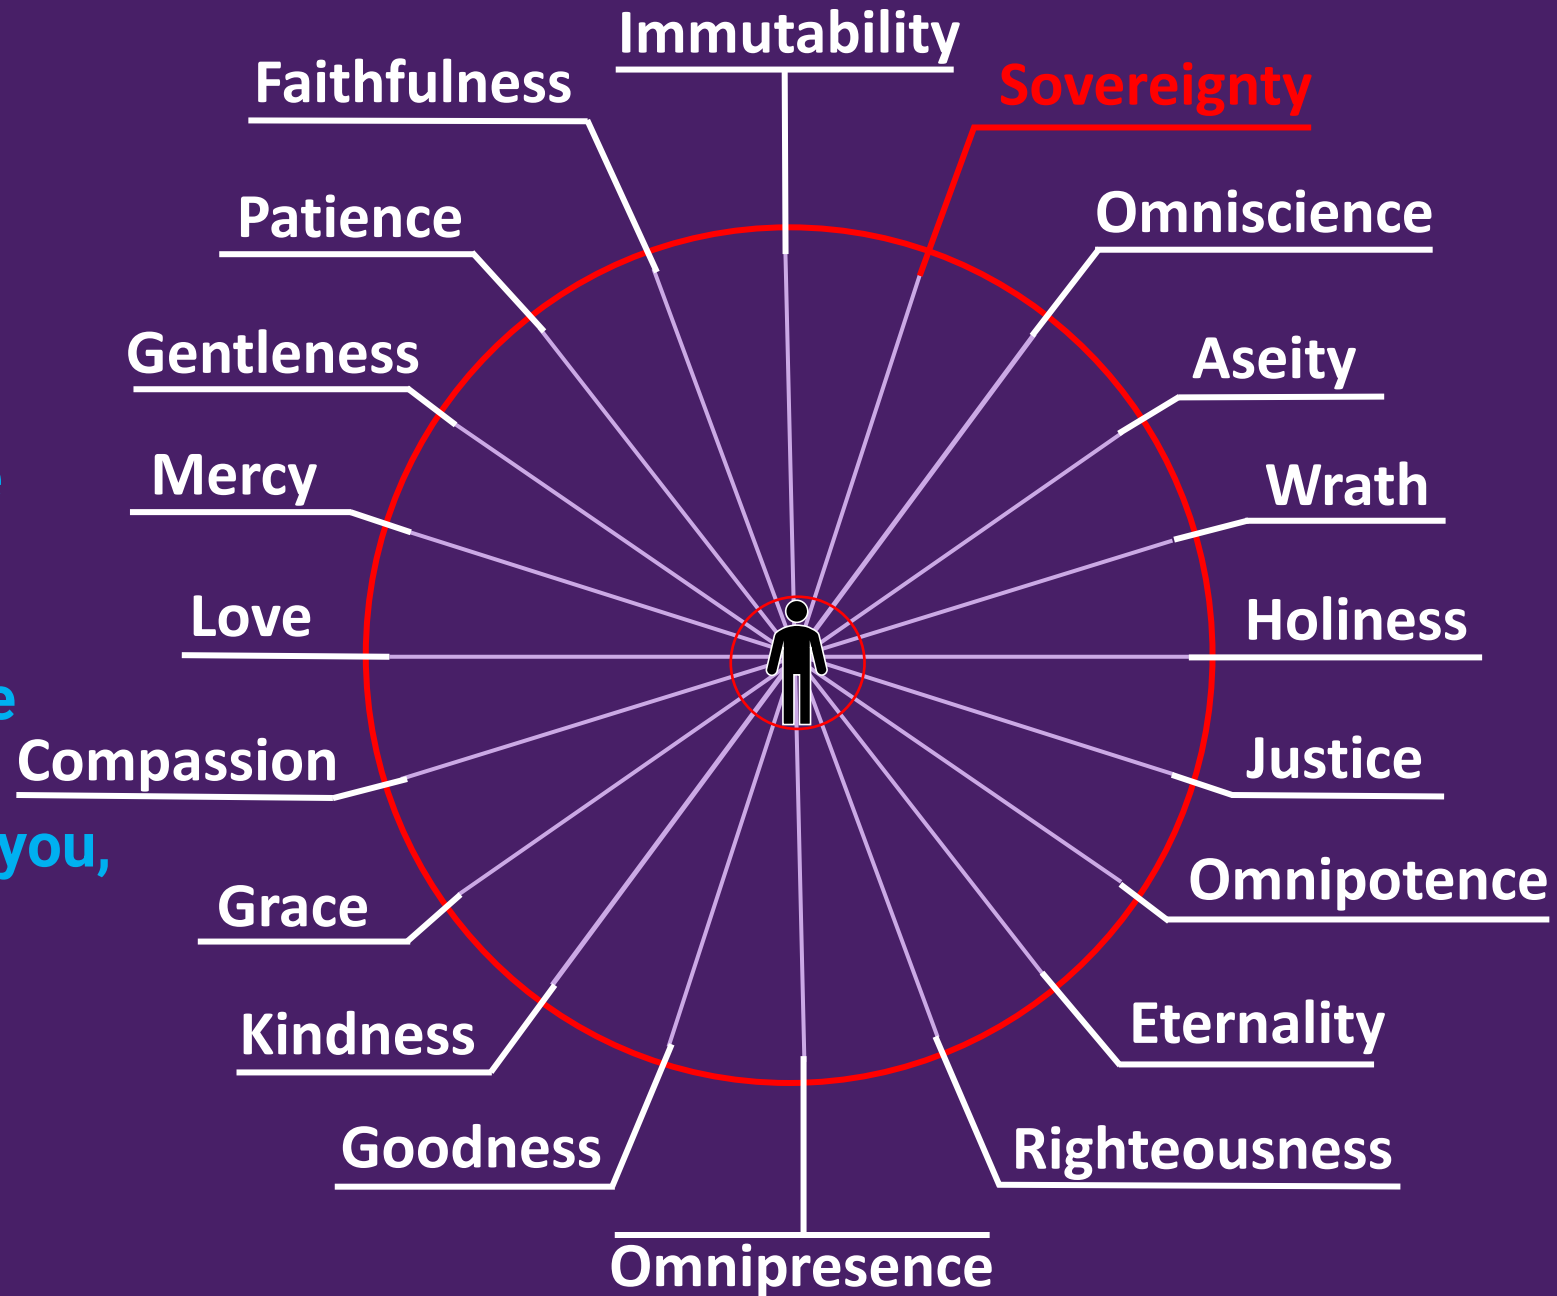 Immutability
Sovereignty
Omniscience
Aseity
Wrath
Holiness
Justice
Omnipotence
Eternality
Righteousness
Omnipresence
Goodness
Kindness
Grace
Compassion
Love
Mercy
Gentleness
Patience
Faithfulness
you,